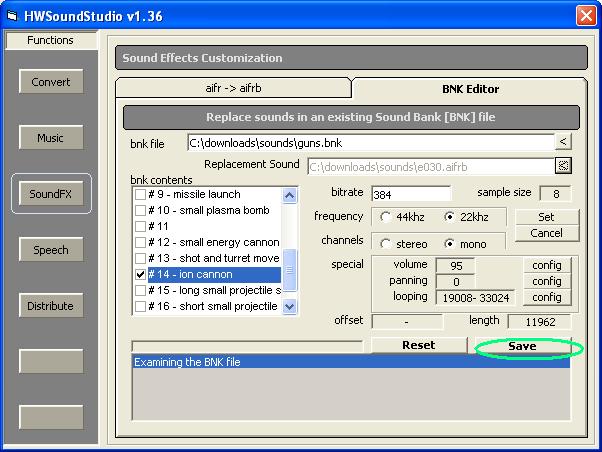 HWSoundStudio v1.36
Functions
Convert
Music
SoundFX
Speech
Distribute
Sound Effects Customization
aifr -> aifrb
BNK Editor
Replace sounds in an existing Sound Bank [BNK] file
bnk file C:\downloads\sounds\guns.bnk <
Replacement Sound C:\downloads\sounds\e030.aifrb
bnk contents
# 9 - missile launch
# 10 - small plasma bomb
# 11
# 12 - small energy cannon
# 13 - shot and turret move
# 14 - ion cannon
# 15 - long small projectile s
# 16 - short small projectile
bitrate 384 sample size 8
frequency 44khz 22khz Set
Cancel
channels stereo mono
special volume 95 config
panning 0 config
looping 19008- 33024 config
offset - length 11962
Reset Save
Examining the BNK file